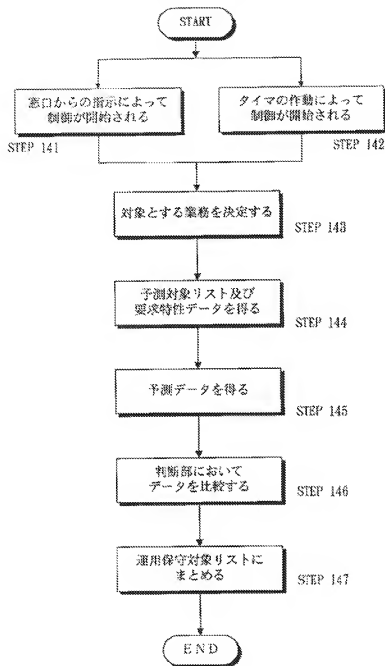 START
窓口からの指示によって
制御が開始される
STEP 141
タイマの作動によって
制御が開始される
STEP 142
対象とする業務を決定する
STEP 143
予測対象リスト及び
要求特性データを得る
STEP 144
予測データを得る
STEP 145
判断部において
データを比較する
STEP 146
運用保守対象リストに
まとめる
STEP 147
END